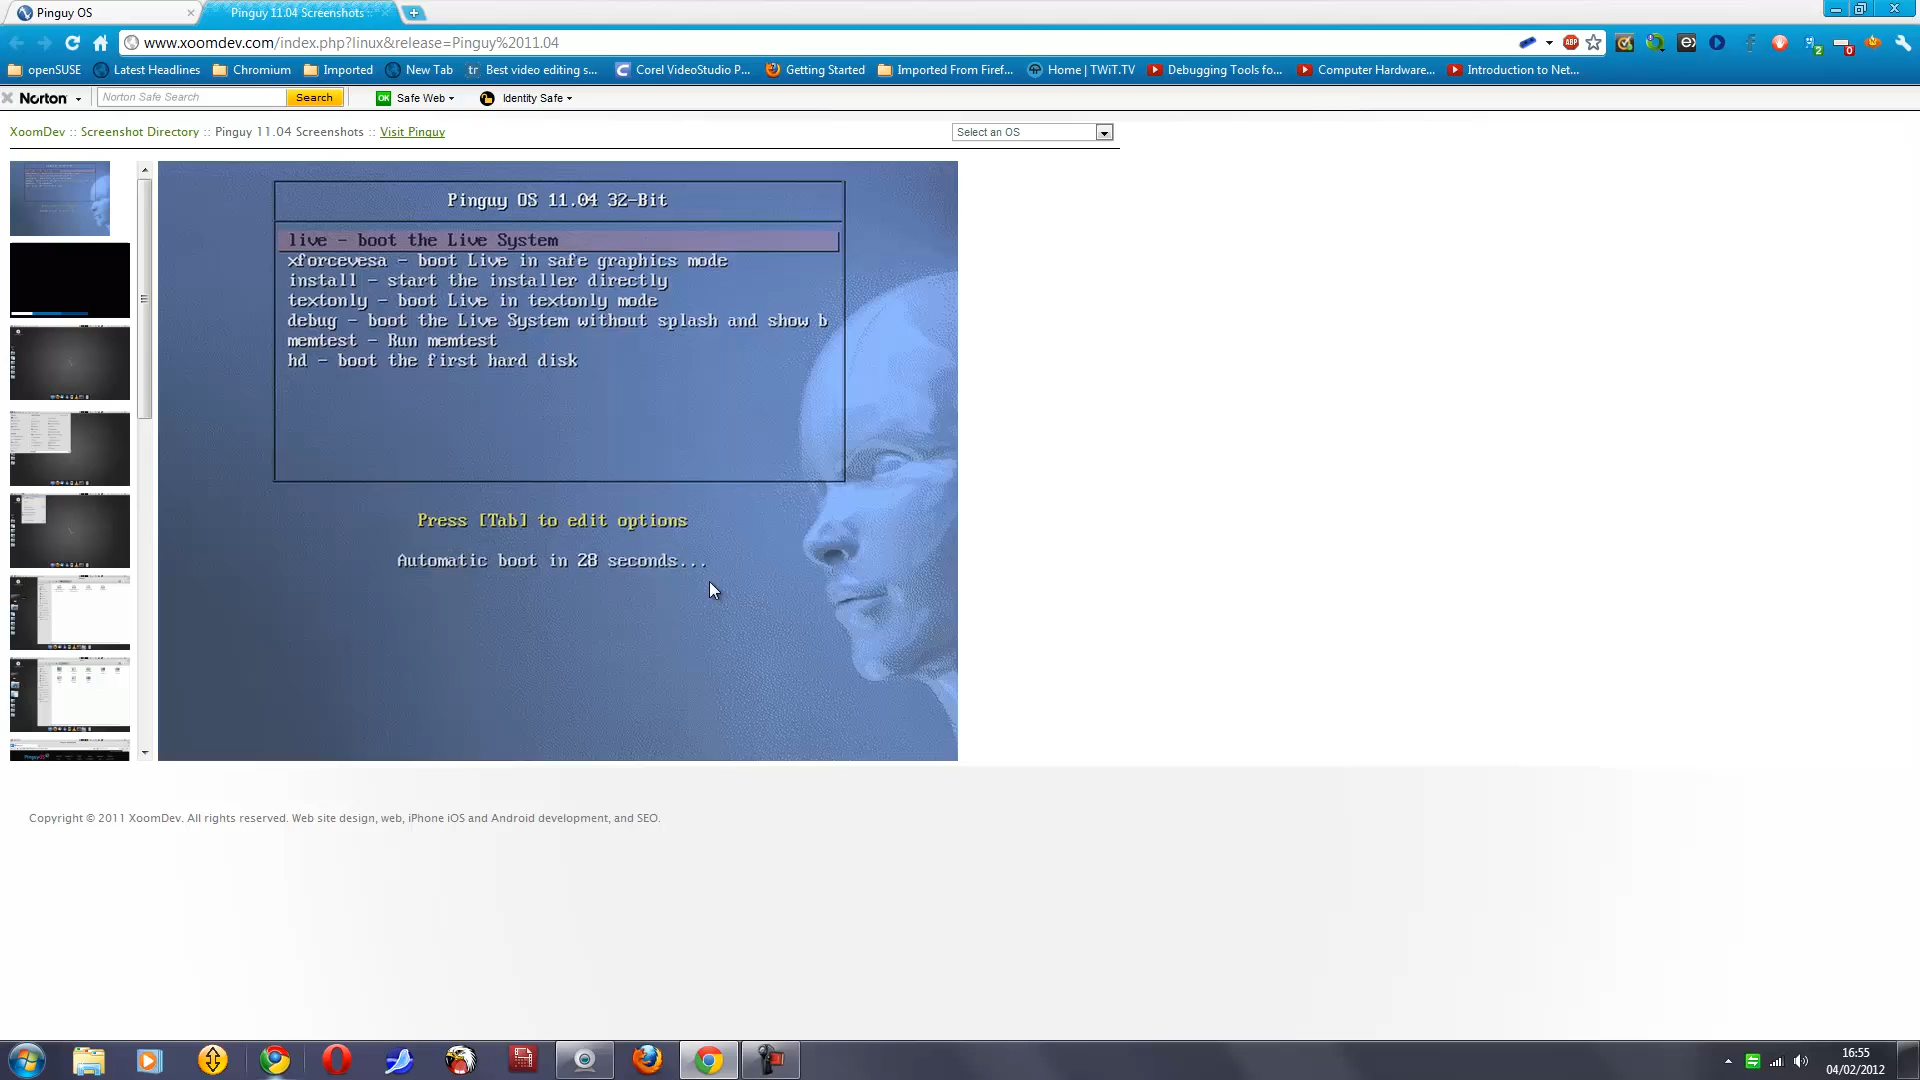 Pinguy OS
Pinguy 11.04 Screenshots
www.xoomdev.com/index.php?linux&release=Pinguy%2011.04
openSUSE Latest Headlines Chromium Imported New Tab Best video editing s... Corel VideoStudio P... Getting Started Imported From Firef... Home | TWiT.TV Debugging Tools fo... Computer Hardware... Introduction to Net...
Norton Norton Safe Search Search OK Safe Web Identity Safe
XoomDev :: Screenshot Directory :: Pinguy 11.04 Screenshots :: Visit Pinguy
Select an OS
Pinguy OS 11.04 32-Bit
live - boot the Live System
xforcevesa - boot Live in safe graphics mode
install - start the installer directly
textonly - boot Live in textonly mode
debug - boot the Live System without splash and show b
memtest - Run memtest
hd - boot the first hard disk
Press [Tab] to edit options
Automatic boot in 28 seconds...
Copyright © 2011 XoomDev. All rights reserved. Web site design, web, iPhone iOS and Android development, and SEO.
16:55
04/02/2012